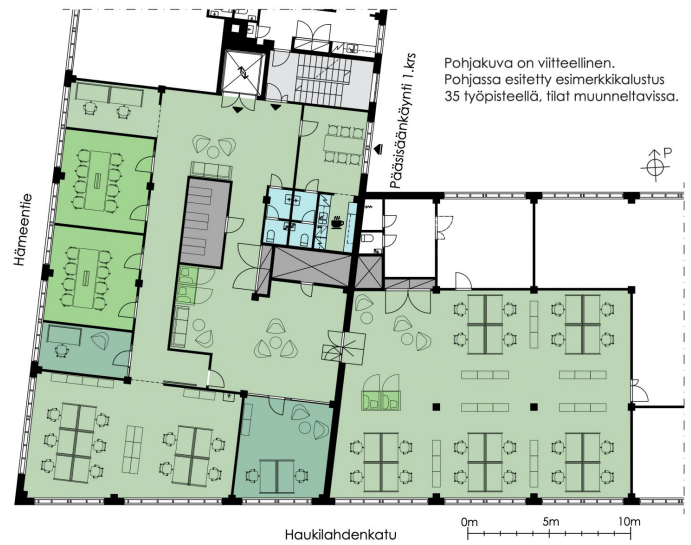 Pohjakuva on viitteellinen.
Pohjassa esitetty esimerkkikalustus
35 työpisteellä, tilat muunneltavissa.
Pääsisäänkäynti 1.krs
P
Hämeentie
Haukilahdenkatu
0m 5m 10m